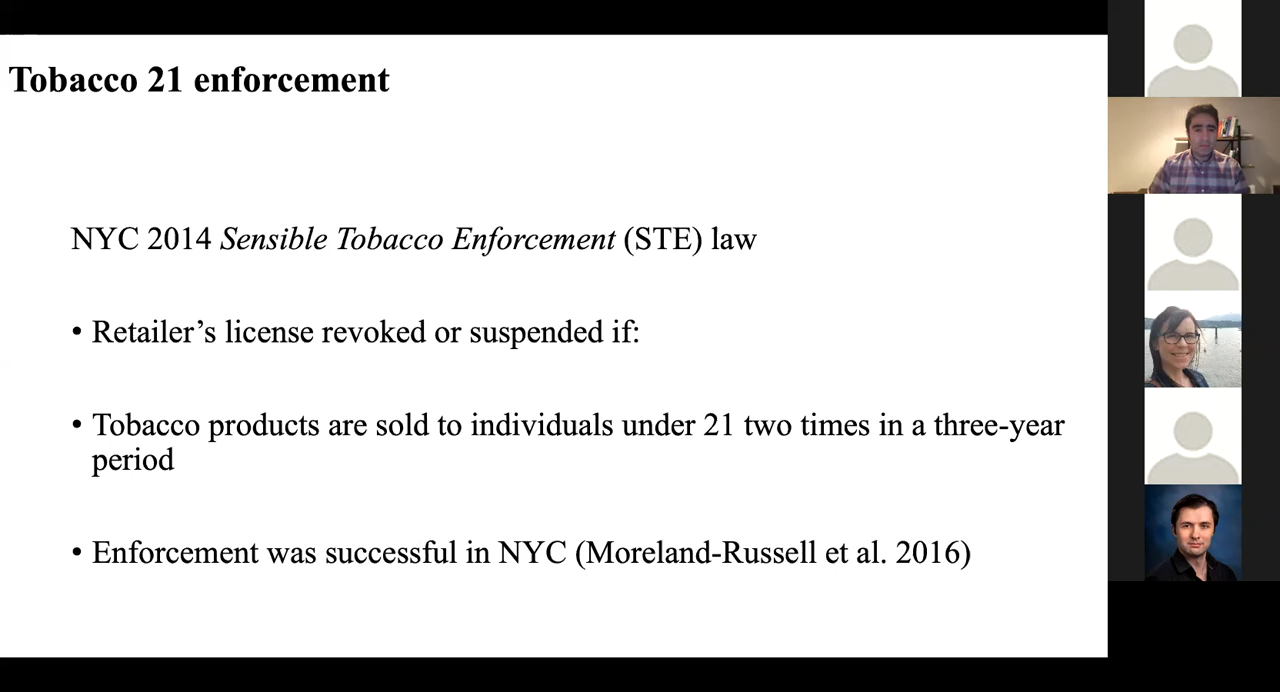 Tobacco 21 enforcement
NYC 2014 Sensible Tobacco Enforcement (STE) law
• Retailer’s license revoked or suspended if:
• Tobacco products are sold to individuals under 21 two times in a three-year
period
• Enforcement was successful in NYC (Moreland-Russell et al. 2016)